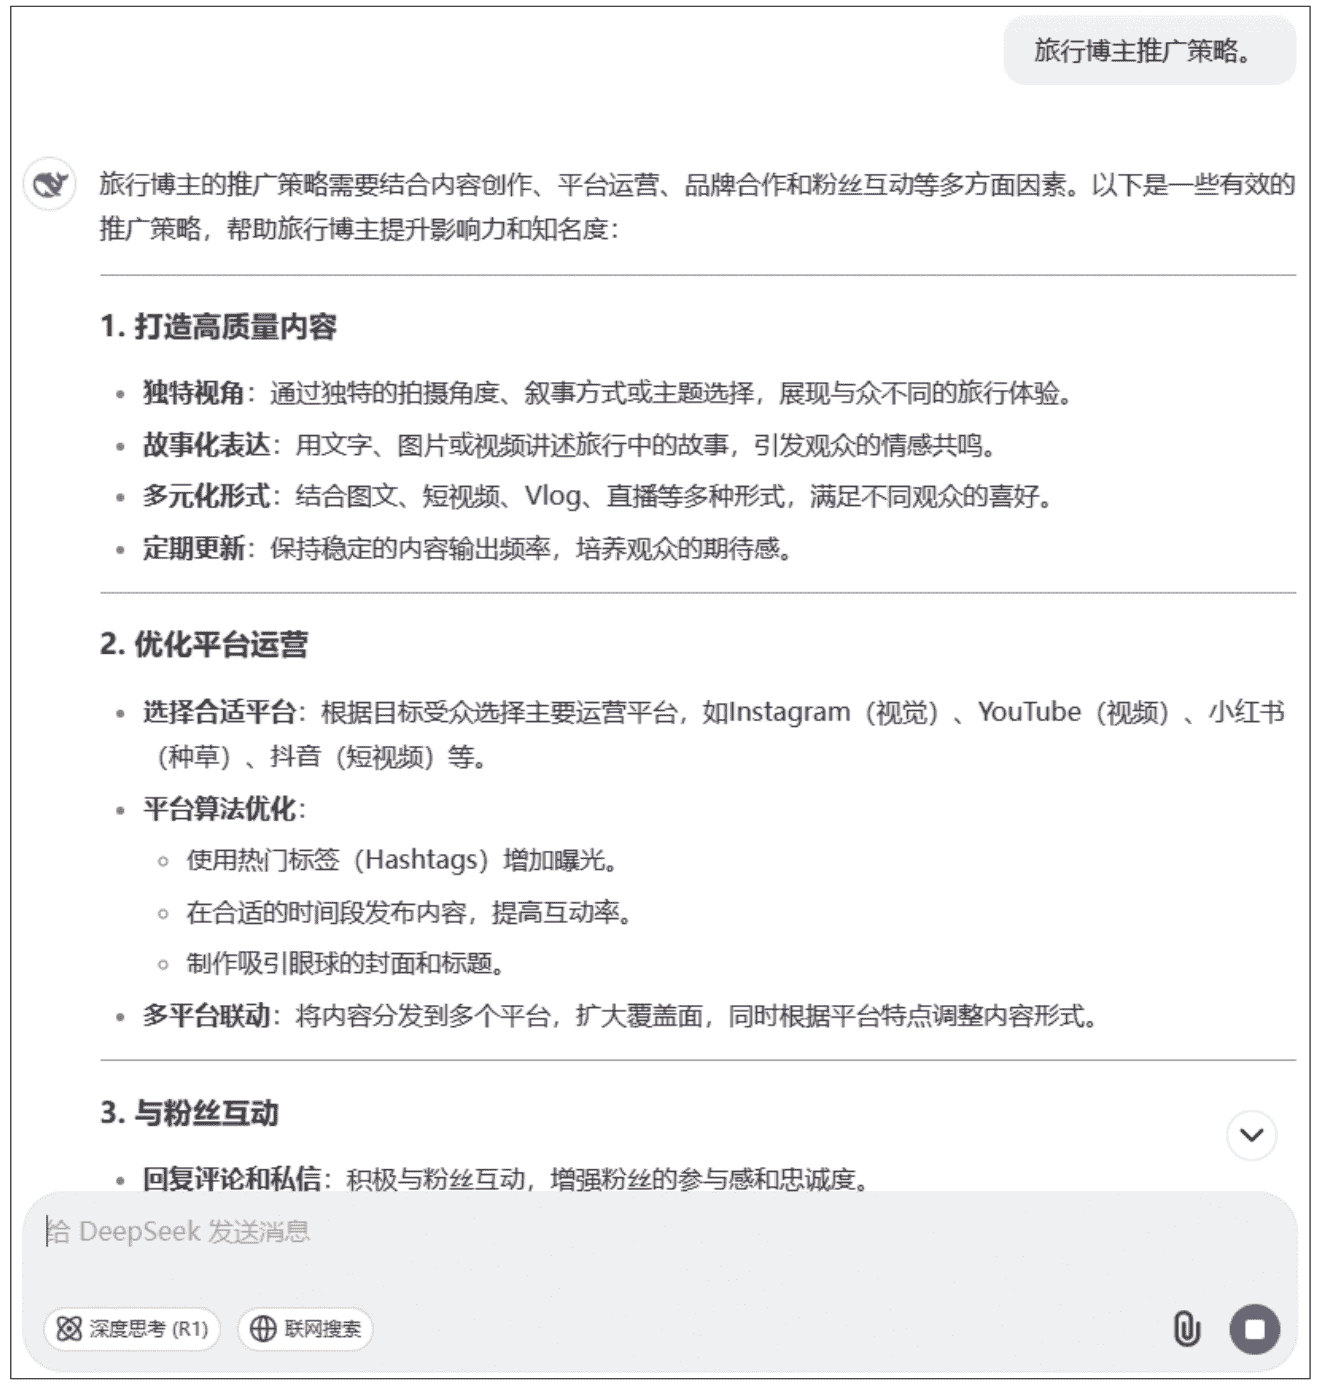 旅行博主推广策略。
旅行博主的推广策略需要结合内容创作、平台运营、品牌合作和粉丝互动等多方面因素。以下是一些有效的
推广策略，帮助旅行博主提升影响力和知名度：
1. 打造高质量内容
• 独特视角：通过独特的拍摄角度、叙事方式或主题选择，展现与众不同的旅行体验。
• 故事化表达：用文字、图片或视频讲述旅行中的故事，引发观众的情感共鸣。
• 多元化形式：结合图文、短视频、Vlog、直播等多种形式，满足不同观众的喜好。
• 定期更新：保持稳定的内容输出频率，培养观众的期待感。
2. 优化平台运营
• 选择合适平台：根据目标受众选择主要运营平台，如Instagram（视觉）、YouTube（视频）、小红书
（种草）、抖音（短视频）等。
• 平台算法优化：
◦ 使用热门标签（Hashtags）增加曝光。
◦ 在合适的时间段发布内容，提高互动率。
◦ 制作吸引眼球的封面和标题。
• 多平台联动：将内容分发到多个平台，扩大覆盖面，同时根据平台特点调整内容形式。
3. 与粉丝互动
• 回复评论和私信：积极与粉丝互动，增强粉丝的参与感和忠诚度。
给 DeepSeek 发送消息
深度思考 (R1) 联网搜索